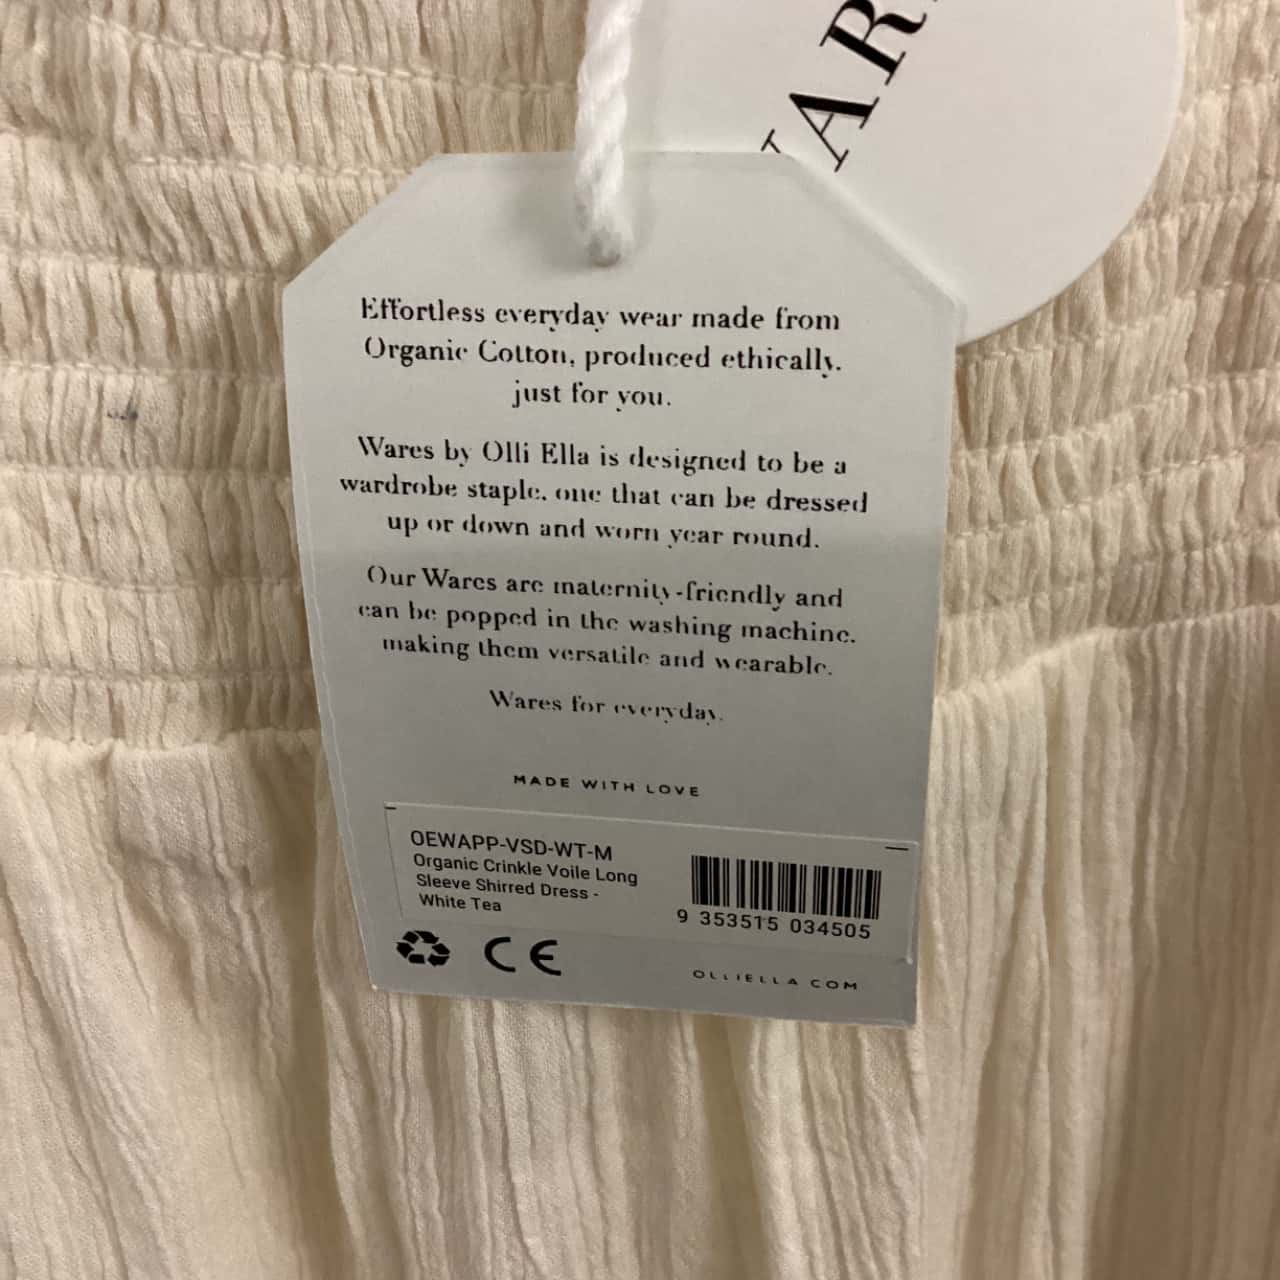 WAR
Effortless everyday wear made from
Organic Cotton, produced ethically,
just for you.
Wares by Olli Ella is designed to be a
wardrobe staple, one that can be dressed
up or down and worn year round.
Our Wares are maternity-friendly and
can be popped in the washing machine,
making them versatile and wearable.
Wares for everyday.
MADE WITH LOVE
OEWAPP-VSD-WT-M
Organic Crinkle Voile Long
Sleeve Shirred Dress -
White Tea
9 353515 034505
CE
OLLIELLA.COM